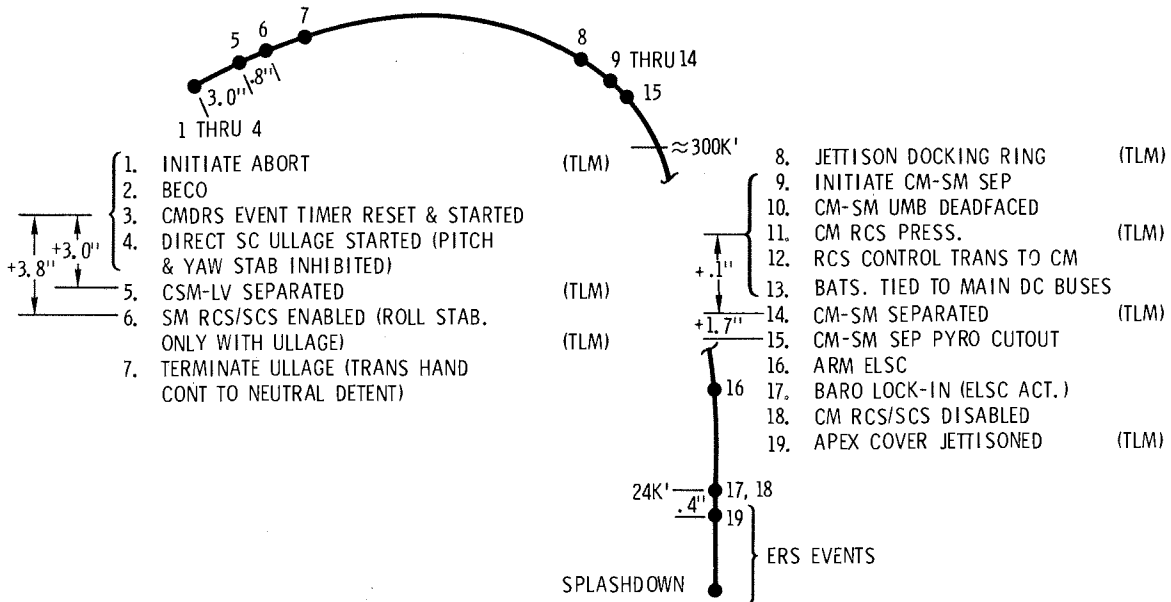 5
6
7
8
9 THRU 14
15
3.0"
.8"
1 THRU 4
≈300K'
1. INITIATE ABORT (TLM)
2. BECO
3. CMDRS EVENT TIMER RESET & STARTED
4. DIRECT SC ULLAGE STARTED (PITCH
& YAW STAB INHIBITED)
5. CSM-LV SEPARATED (TLM)
6. SM RCS/SCS ENABLED (ROLL STAB.
ONLY WITH ULLAGE) (TLM)
7. TERMINATE ULLAGE (TRANS HAND
CONT TO NEUTRAL DETENT)
+3.0"
+3.8"
8. JETTISON DOCKING RING (TLM)
9. INITIATE CM-SM SEP
10. CM-SM UMB DEADFACED
11. CM RCS PRESS. (TLM)
12. RCS CONTROL TRANS TO CM
13. BATS. TIED TO MAIN DC BUSES
14. CM-SM SEPARATED (TLM)
15. CM-SM SEP PYRO CUTOUT
16. ARM ELSC
17. BARO LOCK-IN (ELSC ACT.)
18. CM RCS/SCS DISABLED
19. APEX COVER JETTISONED (TLM)
+.1"
+1.7"
16
24K'
17, 18
.4"
19
ERS EVENTS
SPLASHDOWN